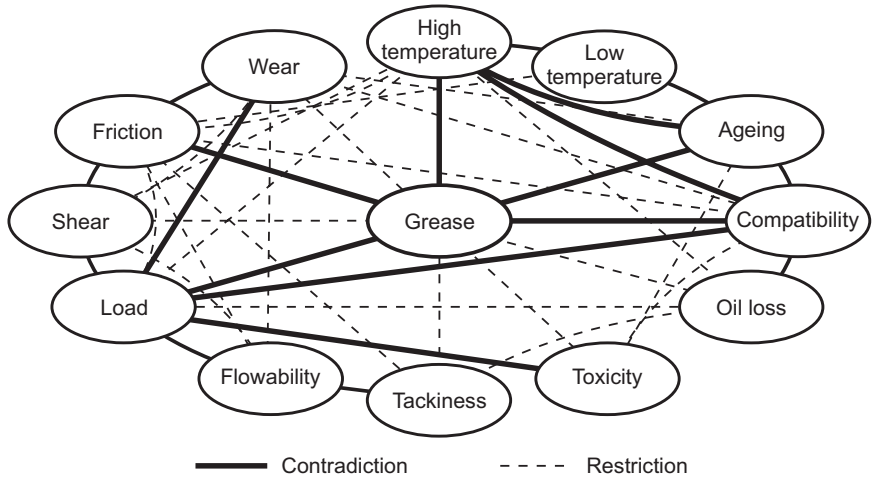 High
temperature
Low
temperature
Wear
Friction
Ageing
Shear
Grease
Compatibility
Load
Oil loss
Flowability
Tackiness
Toxicity
Contradiction
Restriction